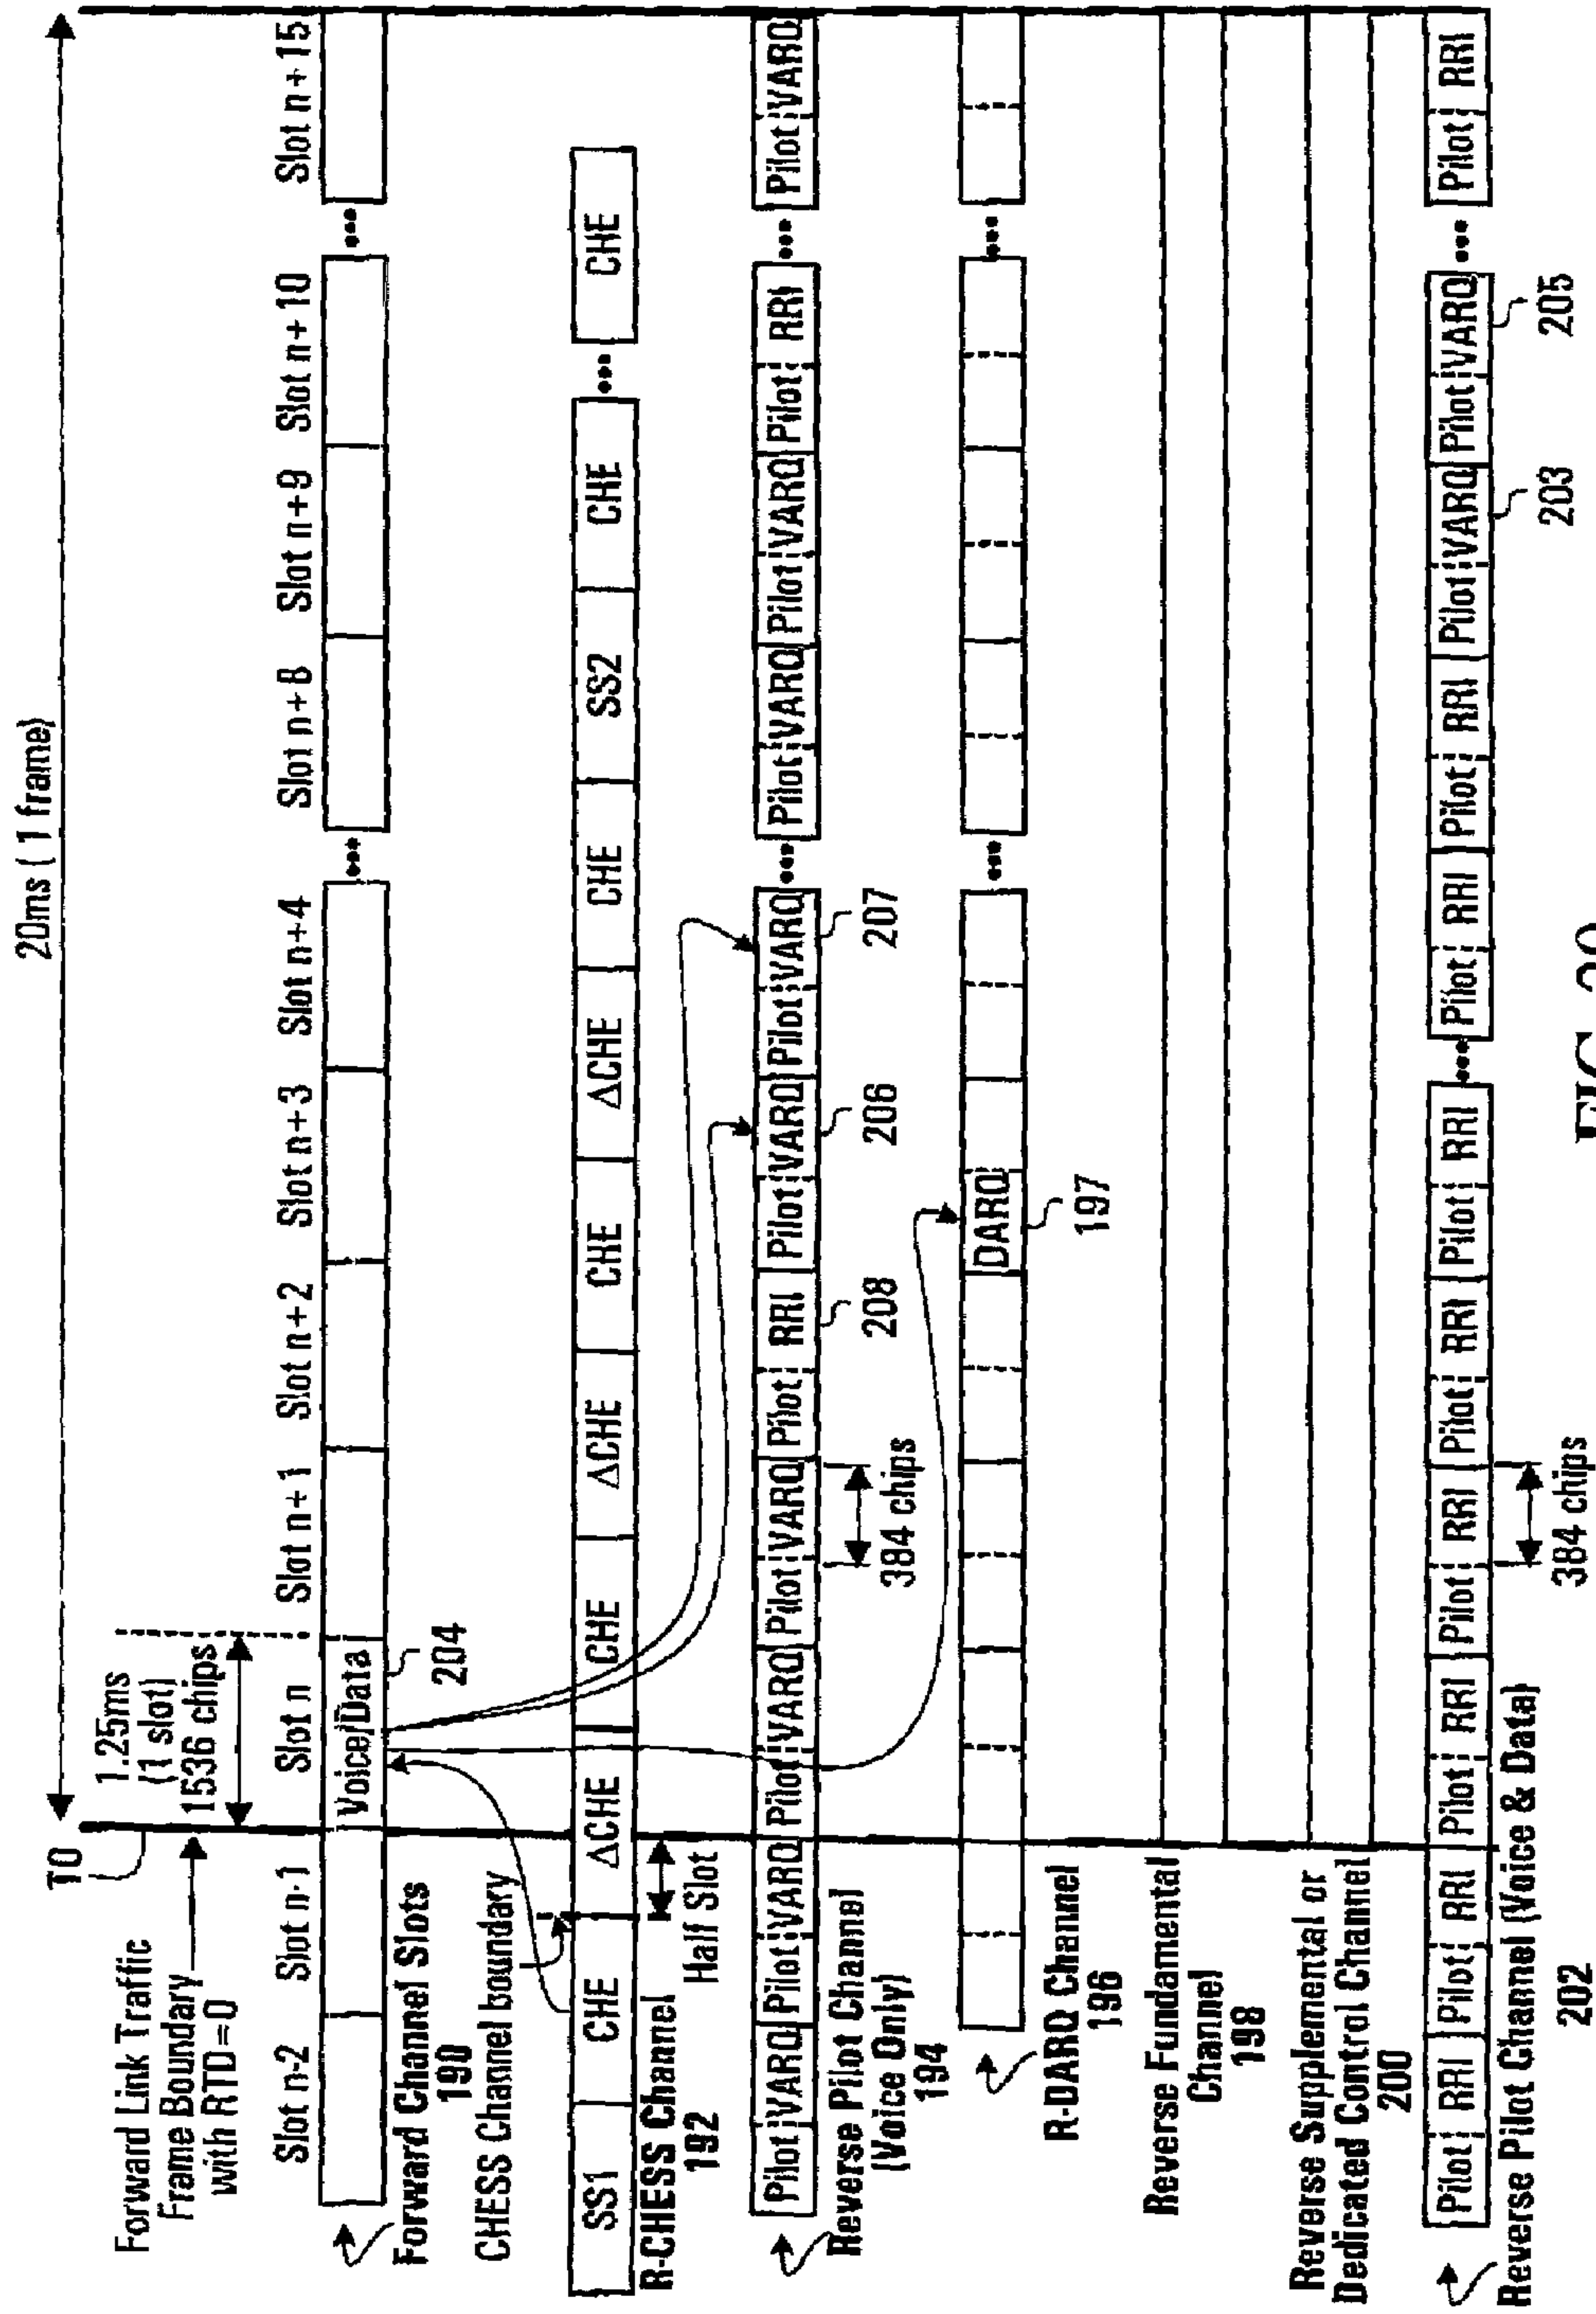 20ms ( 1 frame)
T0
Forward Link Traffic
Frame Boundary
with RTD=0
1.25ms
(1 slot)
1536 chips
Slot n-2 Slot n-1 Slot n Slot n+1 Slot n+2 Slot n+3 Slot n+4 Slot n+8 Slot n+9 Slot n+10 Slot n+15
Voice/Data
... ...
204
Forward Channel Slots
190
CHESS Channel boundary
SS1 CHE ΔCHE CHE ΔCHE CHE ΔCHE CHE SS2 CHE ... CHE
R-CHESS Channel
192
Half Slot
Pilot VARQ Pilot VARQ Pilot VARQ Pilot VARQ Pilot RRI Pilot VARQ Pilot VARQ ... Pilot VARQ Pilot VARQ Pilot RRI ... Pilot VARQ
Reverse Pilot Channel
(Voice Only)
194
384 chips
208
206
207
DARQ
... ...
197
R-DARQ Channel
196
Reverse Fundamental
Channel
198
Reverse Supplemental or
Dedicated Control Channel
200
Pilot RRI Pilot RRI Pilot RRI Pilot RRI Pilot RRI Pilot RRI ... Pilot RRI Pilot RRI Pilot VARQ Pilot VARQ ... Pilot RRI
Reverse Pilot Channel (Voice & Data)
202
384 chips
203
205
FIG.